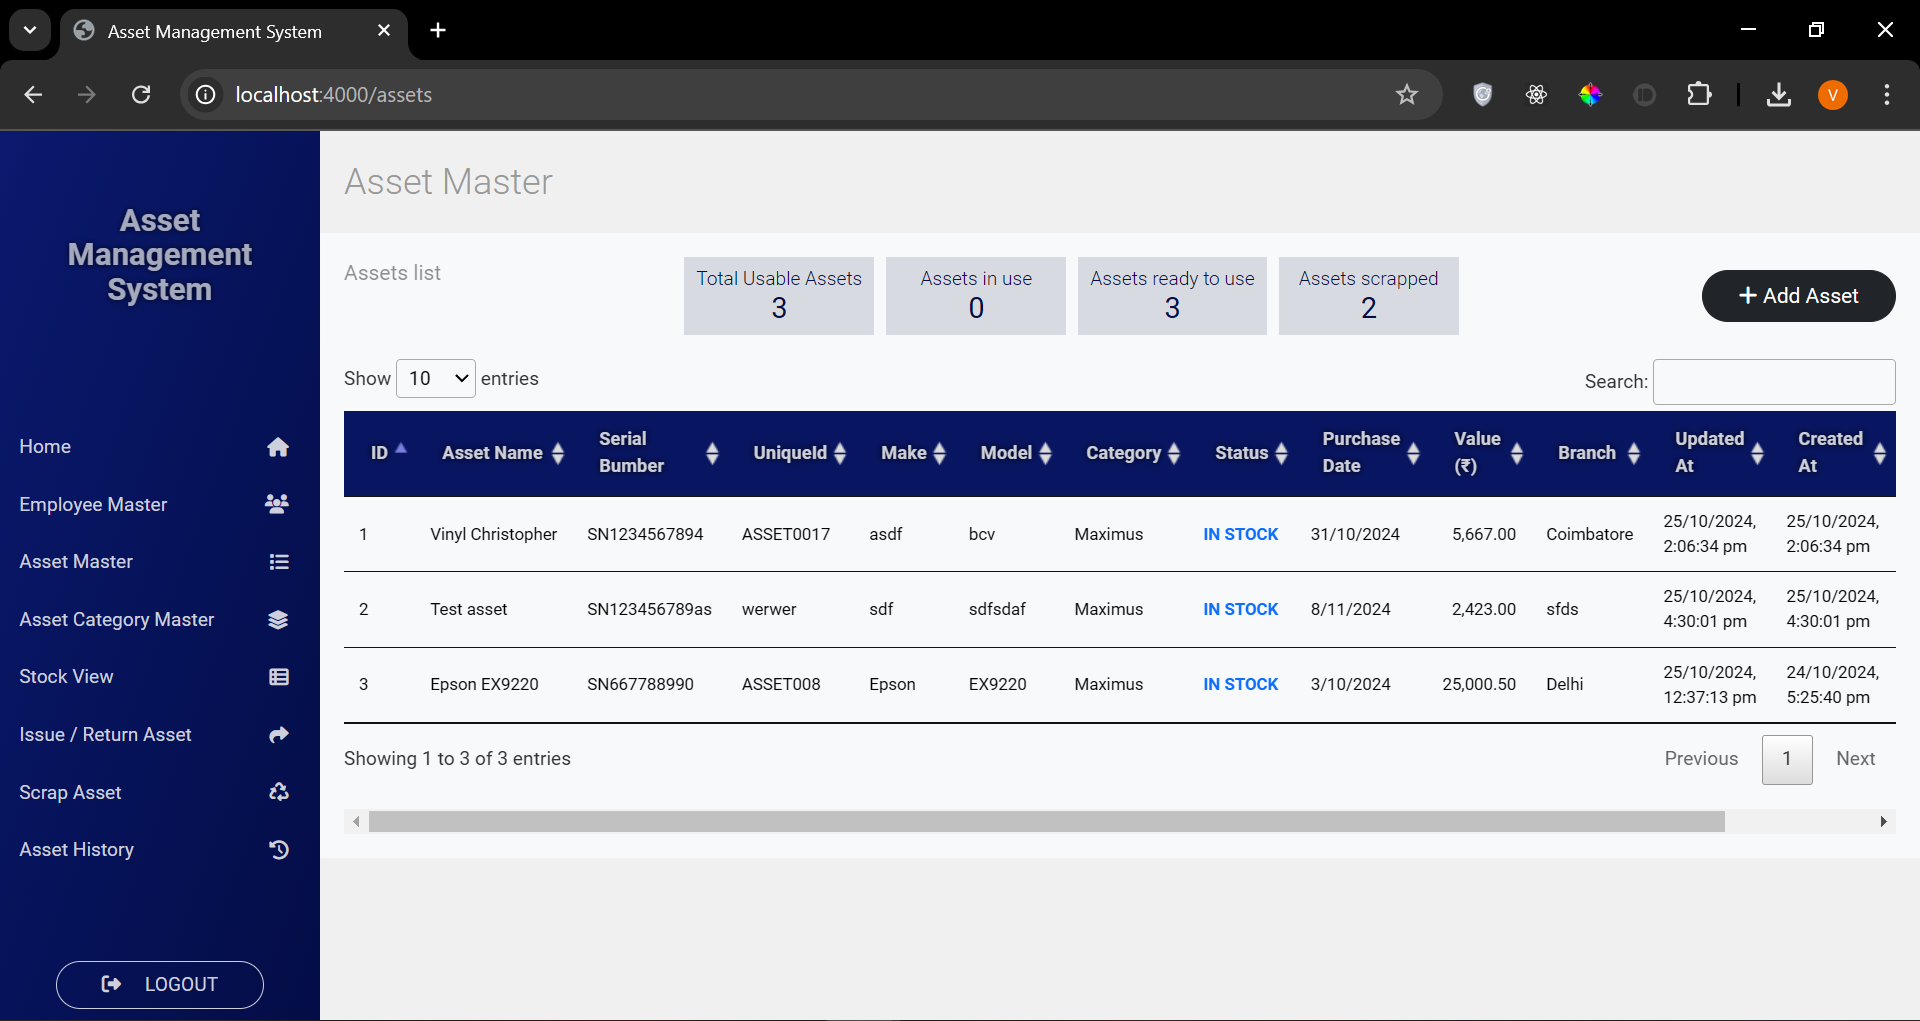 Asset Management System
localhost:4000/assets
V
Asset
Management
System
Home
Employee Master
Asset Master
Asset Category Master
Stock View
Issue / Return Asset
Scrap Asset
Asset History
LOGOUT
Asset Master
Assets list
Total Usable Assets
3
Assets in use
0
Assets ready to use
3
Assets scrapped
2
+ Add Asset
Show 10 entries
Search:
ID Asset Name Serial Bumber UniqueId Make Model Category Status Purchase Date Value (₹) Branch Updated At Created At
1 Vinyl Christopher SN1234567894 ASSET0017 asdf bcv Maximus IN STOCK 31/10/2024 5,667.00 Coimbatore 25/10/2024, 2:06:34 pm 25/10/2024, 2:06:34 pm
2 Test asset SN123456789as werwer sdf sdfsdaf Maximus IN STOCK 8/11/2024 2,423.00 sfds 25/10/2024, 4:30:01 pm 25/10/2024, 4:30:01 pm
3 Epson EX9220 SN667788990 ASSET008 Epson EX9220 Maximus IN STOCK 3/10/2024 25,000.50 Delhi 25/10/2024, 12:37:13 pm 24/10/2024, 5:25:40 pm
Showing 1 to 3 of 3 entries
Previous 1 Next